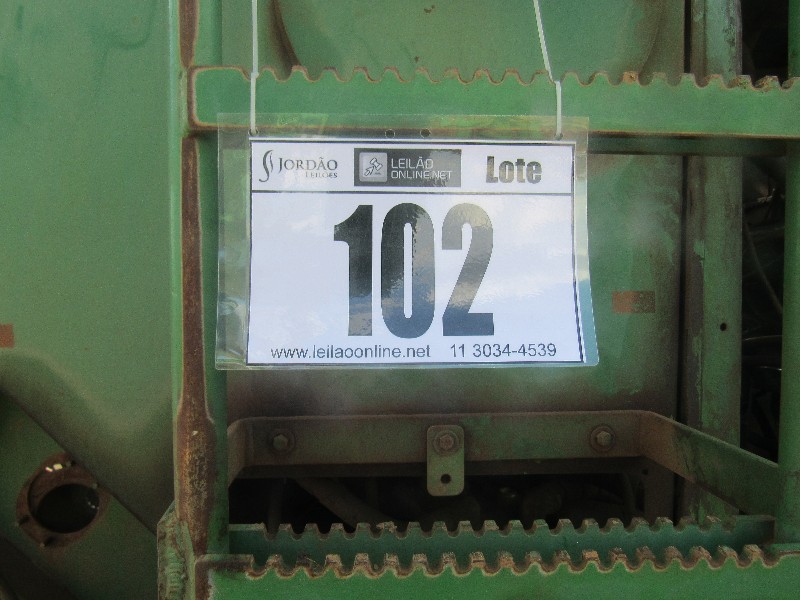 JORDÃO
LEILÕES
LEILÃO
ONLINE.NET
Lote
102
www.leilaoonline.net 11 3034-4539